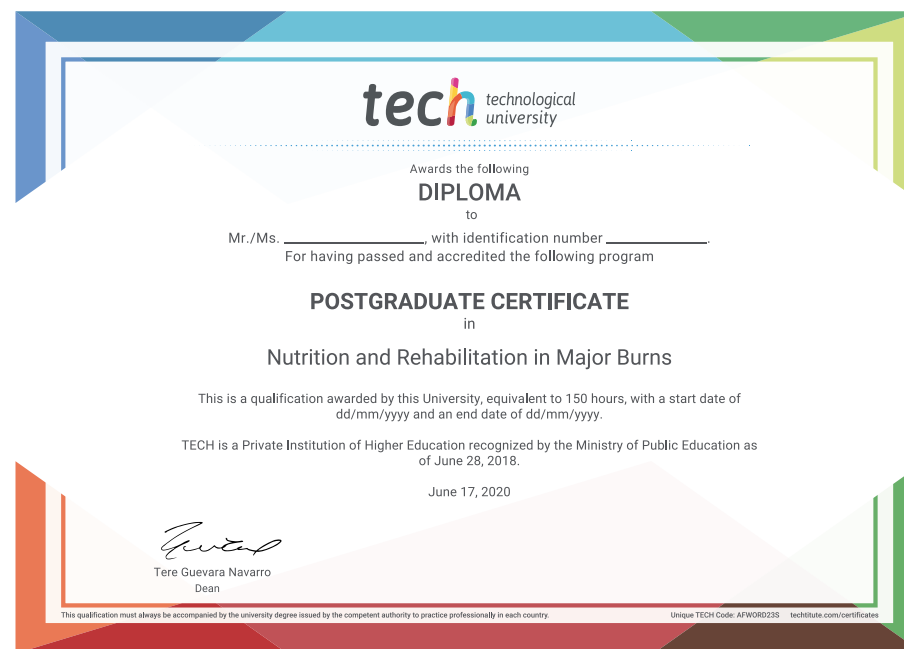 tech technological
university
Awards the following
DIPLOMA
to
Mr./Ms. ____________________, with identification number ______________.
For having passed and accredited the following program
POSTGRADUATE CERTIFICATE
in
Nutrition and Rehabilitation in Major Burns
This is a qualification awarded by this University, equivalent to 150 hours, with a start date of
dd/mm/yyyy and an end date of dd/mm/yyyy.
TECH is a Private Institution of Higher Education recognized by the Ministry of Public Education as
of June 28, 2018.
June 17, 2020
Tere Guevara Navarro
Dean
This qualification must always be accompanied by the university degree issued by the competent authority to practice professionally in each country. Unique TECH Code: AFWORD23S techtitute.com/certificates